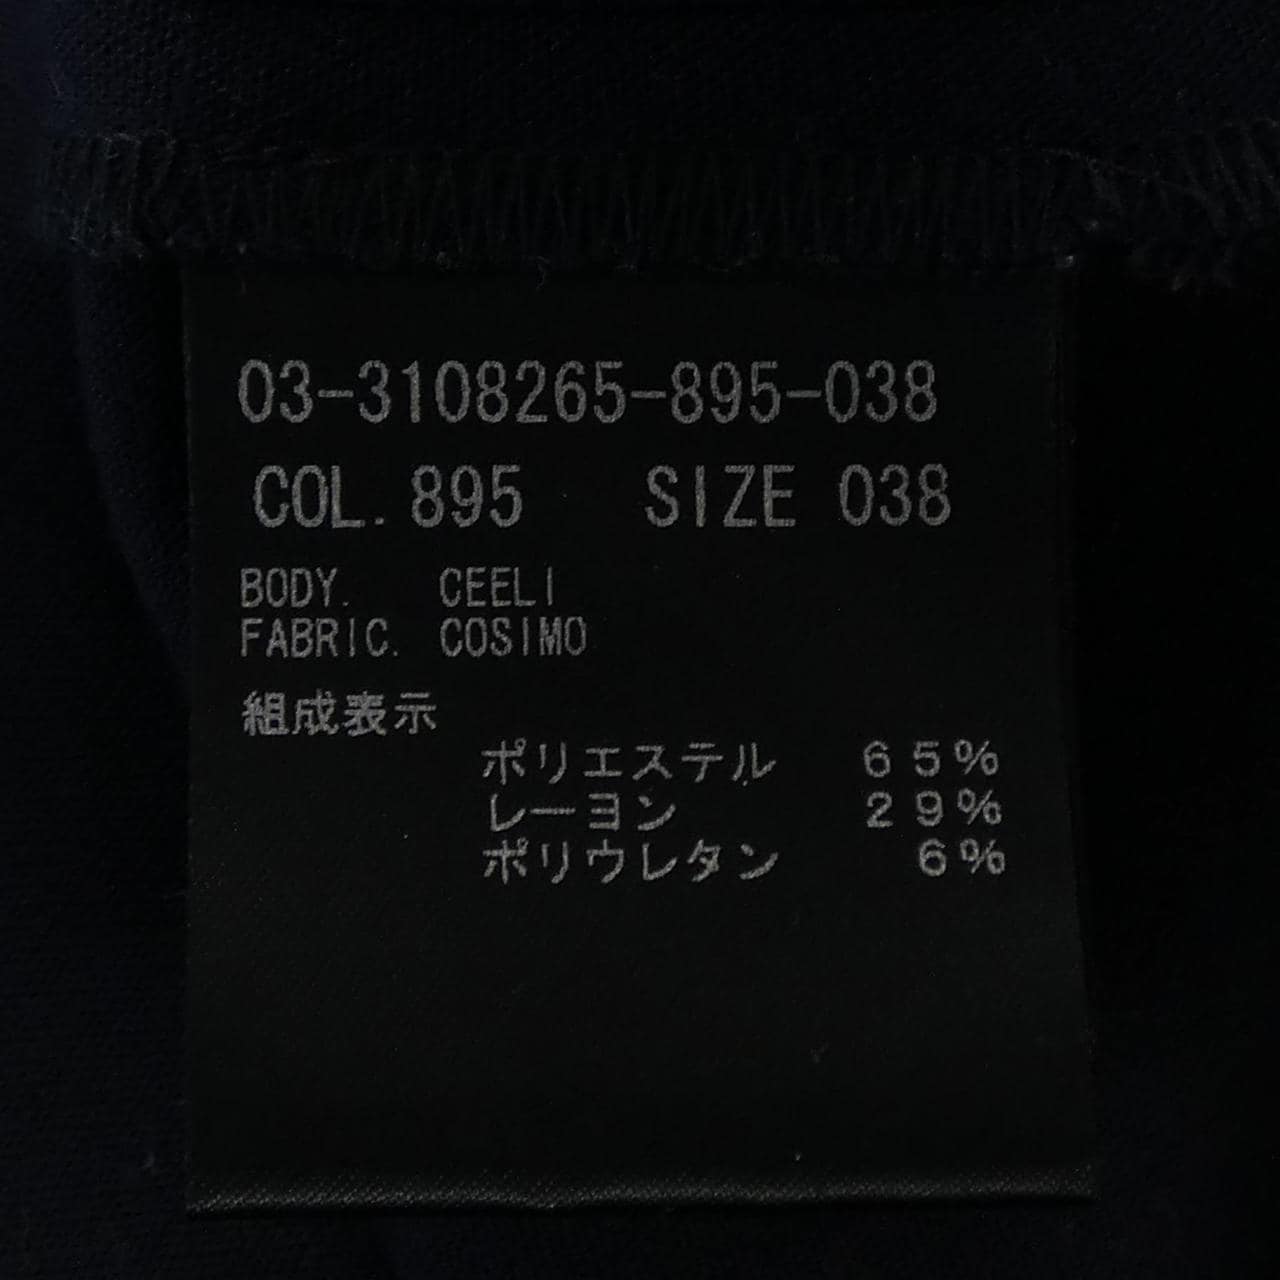 03-3108265-895-038
COL. 895 SIZE 038
BODY. CEELI
FABRIC. COSIMO
組成表示
ポリエステル 65%
レーヨン 29%
ポリウレタン 6%